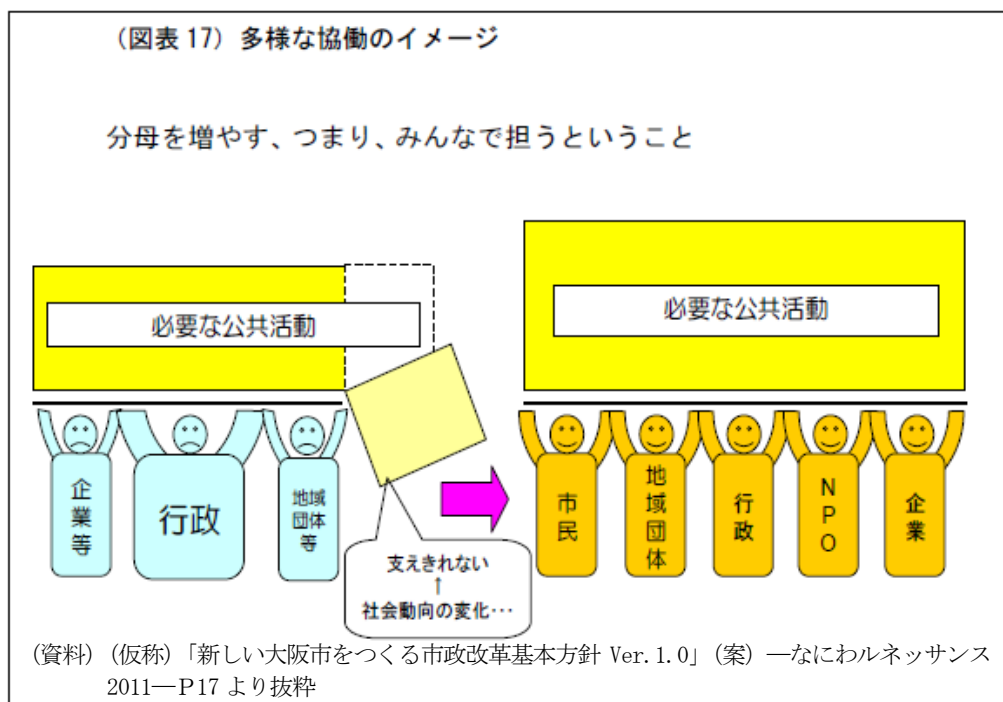 (図表 17) 多様な協働のイメージ
分母を増やす、つまり、みんなで担うということ
必要な公共活動
企業等
行政
地域
団体
等
支えきれない
↑
社会動向の変化･･･
必要な公共活動
市民
地域団体
行政
NPO
企業
(資料) (仮称)「新しい大阪市をつくる市政改革基本方針 Ver.1.0」(案) ―なにわルネッサンス
2011―P17 より抜粋